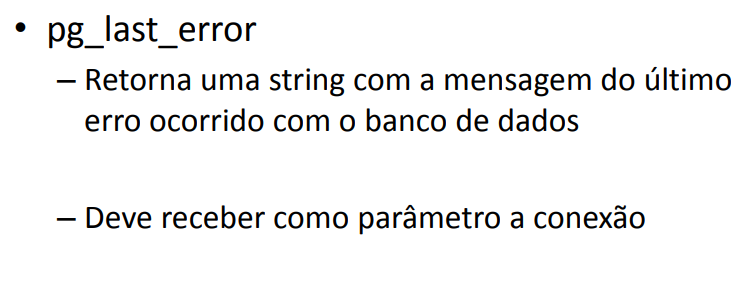 • pg_last_error
– Retorna uma string com a mensagem do último
erro ocorrido com o banco de dados
– Deve receber como parâmetro a conexão